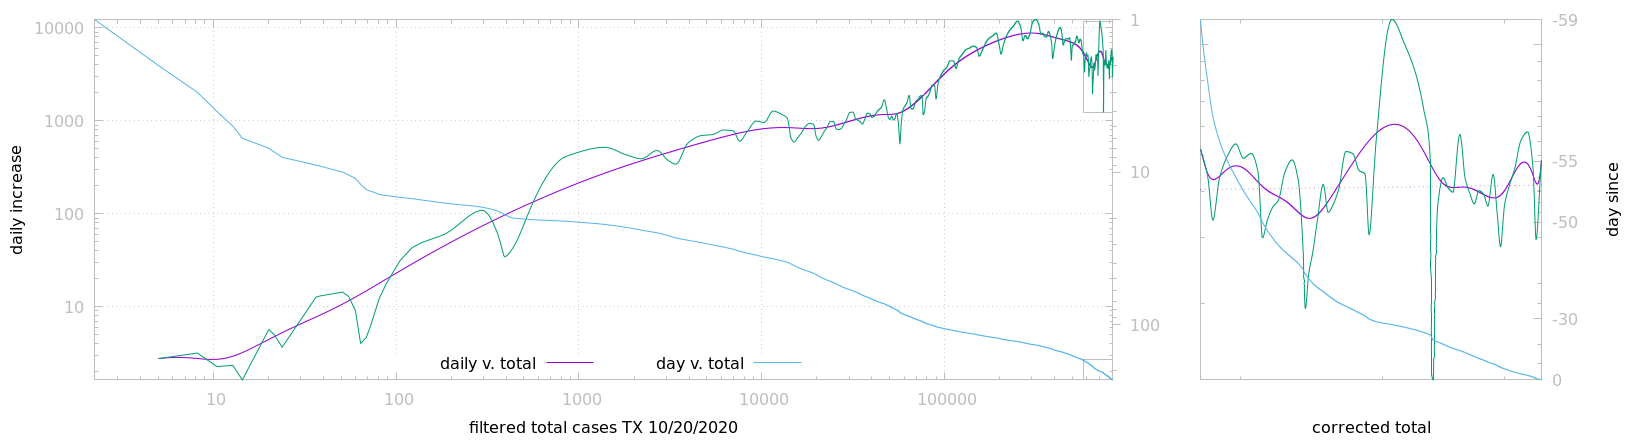 10000
1000
100
10
daily increase
10
100
1000
10000
100000
filtered total cases TX 10/20/2020
daily v. total
day v. total
1
10
100
-59
-55
-50
-30
0
day since
corrected total